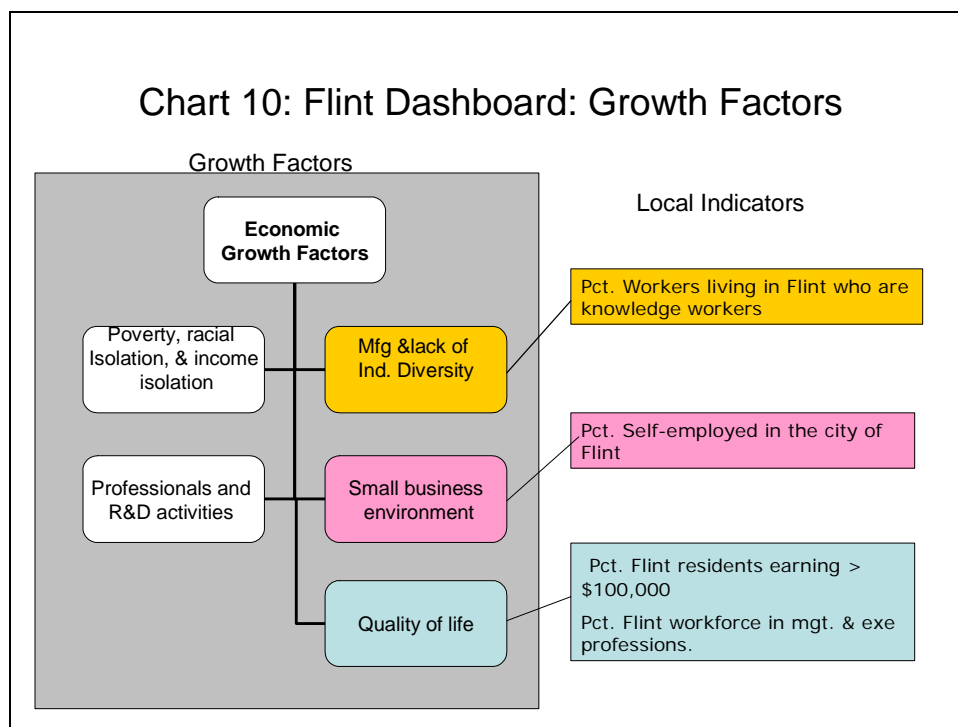 Chart 10: Flint Dashboard: Growth Factors
Growth Factors
Local Indicators
Economic
Growth Factors
Pct. Workers living in Flint who are
knowledge workers
Poverty, racial
Isolation, & income
isolation
Mfg &lack of
Ind. Diversity
Pct. Self-employed in the city of
Flint
Professionals and
R&D activities
Small business
environment
Pct. Flint residents earning >
$100,000
Pct. Flint workforce in mgt. & exe
professions.
Quality of life